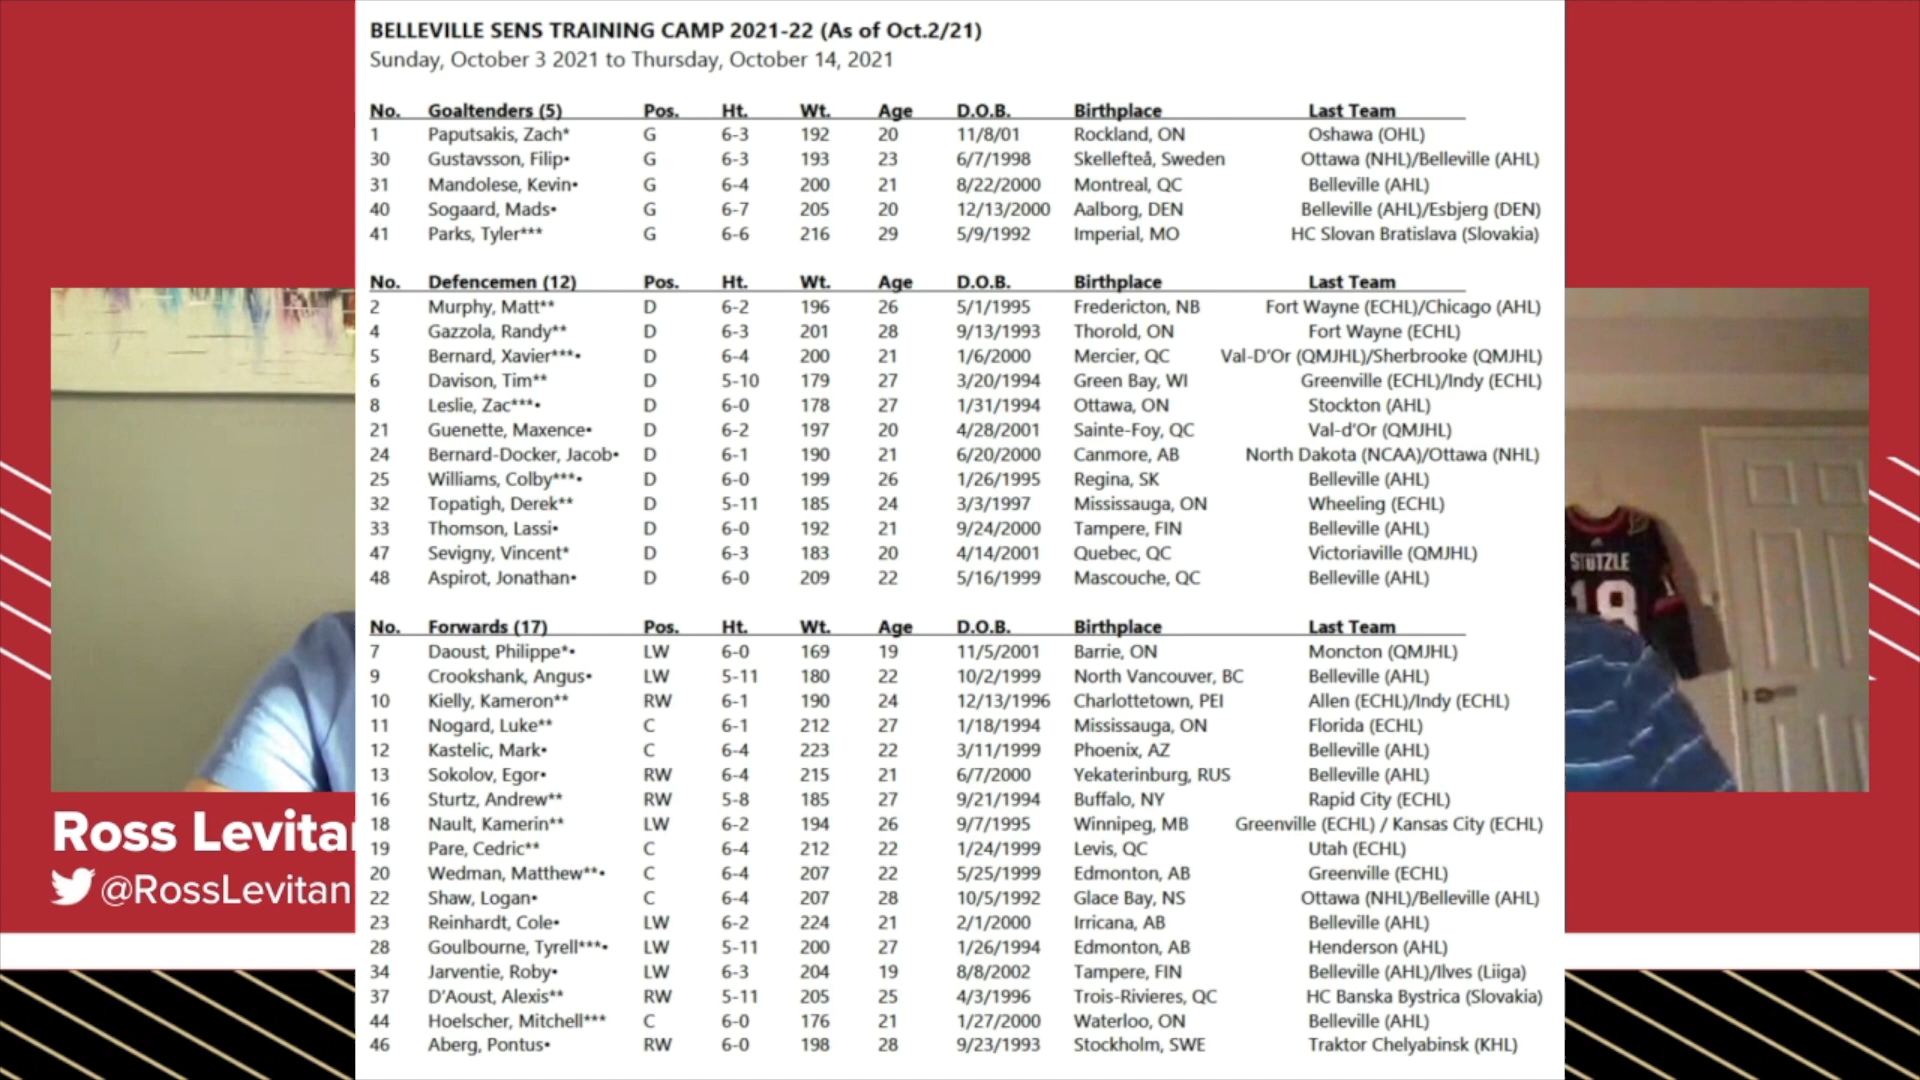 BELLEVILLE SENS TRAINING CAMP 2021-22 (As of Oct.2/21)
Sunday, October 3 2021 to Thursday, October 14, 2021
No. Goaltenders (5) Pos. Ht. Wt. Age D.O.B. Birthplace Last Team
1 Paputsakis, Zach* G 6-3 192 20 11/8/01 Rockland, ON Oshawa (OHL)
30 Gustavsson, Filip• G 6-3 193 23 6/7/1998 Skellefteå, Sweden Ottawa (NHL)/Belleville (AHL)
31 Mandolese, Kevin• G 6-4 200 21 8/22/2000 Montreal, QC Belleville (AHL)
40 Sogaard, Mads• G 6-7 205 20 12/13/2000 Aalborg, DEN Belleville (AHL)/Esbjerg (DEN)
41 Parks, Tyler*** G 6-6 216 29 5/9/1992 Imperial, MO HC Slovan Bratislava (Slovakia)
No. Defencemen (12) Pos. Ht. Wt. Age D.O.B. Birthplace Last Team
2 Murphy, Matt** D 6-2 196 26 5/1/1995 Fredericton, NB Fort Wayne (ECHL)/Chicago (AHL)
4 Gazzola, Randy** D 6-3 201 28 9/13/1993 Thorold, ON Fort Wayne (ECHL)
5 Bernard, Xavier***• D 6-4 200 21 1/6/2000 Mercier, QC Val-D'Or (QMJHL)/Sherbrooke (QMJHL)
6 Davison, Tim** D 5-10 179 27 3/20/1994 Green Bay, WI Greenville (ECHL)/Indy (ECHL)
8 Leslie, Zac***• D 6-0 178 27 1/31/1994 Ottawa, ON Stockton (AHL)
21 Guenette, Maxence• D 6-2 197 20 4/28/2001 Sainte-Foy, QC Val-d'Or (QMJHL)
24 Bernard-Docker, Jacob• D 6-1 190 21 6/20/2000 Canmore, AB North Dakota (NCAA)/Ottawa (NHL)
25 Williams, Colby***• D 6-0 199 26 1/26/1995 Regina, SK Belleville (AHL)
32 Topatigh, Derek** D 5-11 185 24 3/3/1997 Mississauga, ON Wheeling (ECHL)
33 Thomson, Lassi• D 6-0 192 21 9/24/2000 Tampere, FIN Belleville (AHL)
47 Sevigny, Vincent* D 6-3 183 20 4/14/2001 Quebec, QC Victoriaville (QMJHL)
48 Aspirot, Jonathan• D 6-0 209 22 5/16/1999 Mascouche, QC Belleville (AHL)
No. Forwards (17) Pos. Ht. Wt. Age D.O.B. Birthplace Last Team
7 Daoust, Philippe*• LW 6-0 169 19 11/5/2001 Barrie, ON Moncton (QMJHL)
9 Crookshank, Angus• LW 5-11 180 22 10/2/1999 North Vancouver, BC Belleville (AHL)
10 Kielly, Kameron** RW 6-1 190 24 12/13/1996 Charlottetown, PEI Allen (ECHL)/Indy (ECHL)
11 Nogard, Luke** C 6-1 212 27 1/18/1994 Mississauga, ON Florida (ECHL)
12 Kastelic, Mark• C 6-4 223 22 3/11/1999 Phoenix, AZ Belleville (AHL)
13 Sokolov, Egor• RW 6-4 215 21 6/7/2000 Yekaterinburg, RUS Belleville (AHL)
16 Sturtz, Andrew** RW 5-8 185 27 9/21/1994 Buffalo, NY Rapid City (ECHL)
18 Nault, Kamerin** LW 6-2 194 26 9/7/1995 Winnipeg, MB Greenville (ECHL) / Kansas City (ECHL)
19 Pare, Cedric** C 6-4 212 22 1/24/1999 Levis, QC Utah (ECHL)
20 Wedman, Matthew**• C 6-4 207 22 5/25/1999 Edmonton, AB Greenville (ECHL)
22 Shaw, Logan• C 6-4 207 28 10/5/1992 Glace Bay, NS Ottawa (NHL)/Belleville (AHL)
23 Reinhardt, Cole• LW 6-2 224 21 2/1/2000 Irricana, AB Belleville (AHL)
28 Goulbourne, Tyrell***• LW 5-11 200 27 1/26/1994 Edmonton, AB Henderson (AHL)
34 Jarventie, Roby• LW 6-3 204 19 8/8/2002 Tampere, FIN Belleville (AHL)/Ilves (Liiga)
37 D'Aoust, Alexis** RW 5-11 205 25 4/3/1996 Trois-Rivieres, QC HC Banska Bystrica (Slovakia)
44 Hoelscher, Mitchell*** C 6-0 176 21 1/27/2000 Waterloo, ON Belleville (AHL)
46 Aberg, Pontus• RW 6-0 198 28 9/23/1993 Stockholm, SWE Traktor Chelyabinsk (KHL)
Ross Levita
@RossLevitan
STÜTZLE
18